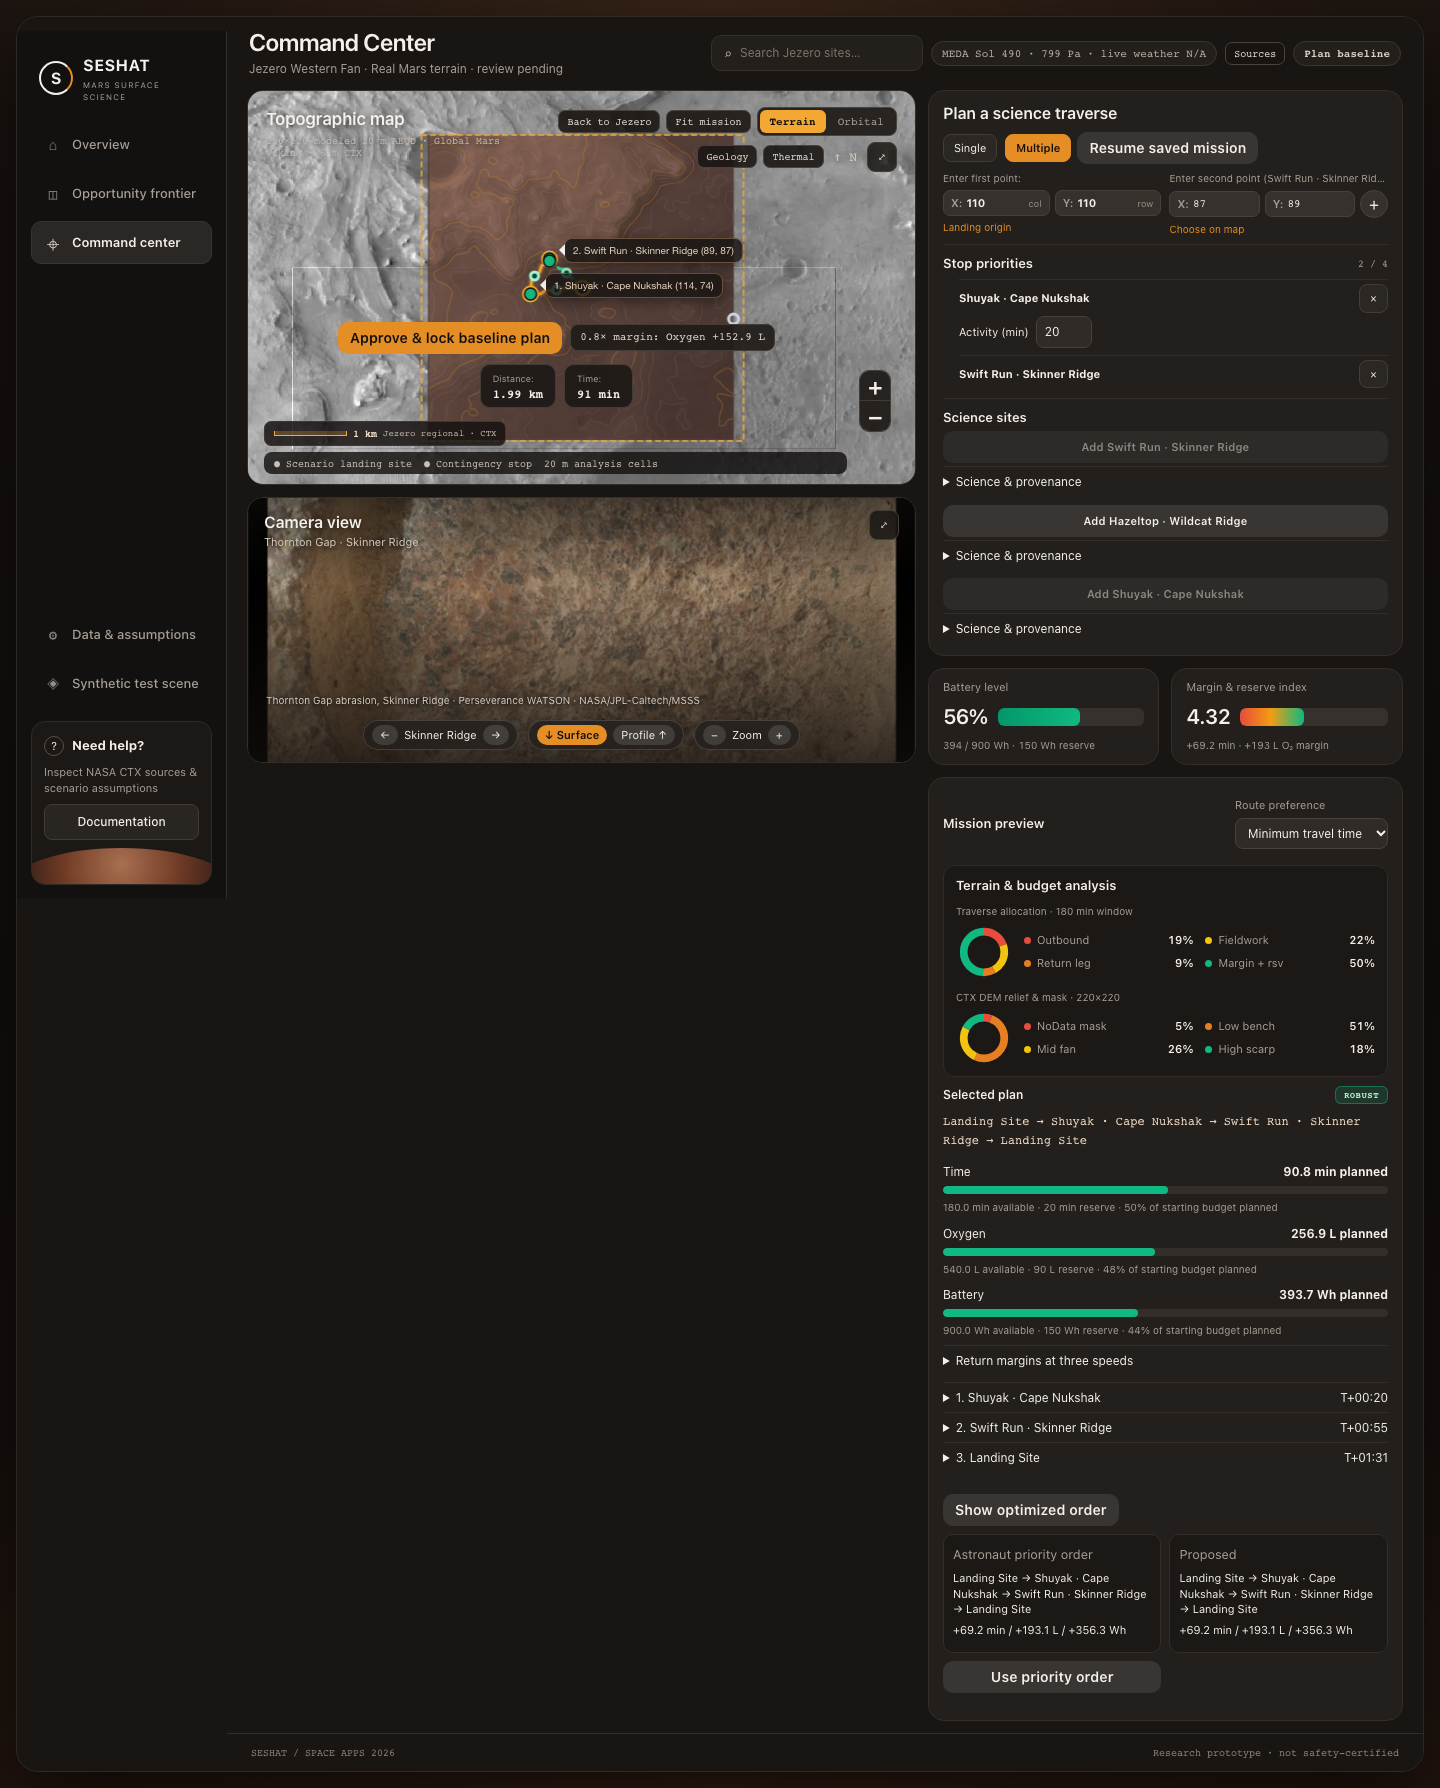 S
SESHAT
MARS SURFACE
SCIENCE
Overview
Opportunity frontier
Command center
Data & assumptions
Synthetic test scene
? Need help?
Inspect NASA CTX sources &
scenario assumptions
Documentation
Command Center
Jezero Western Fan · Real Mars terrain · review pending
Search Jezero sites...
MEDA Sol 490 · 799 Pa · live weather N/A
Sources
Plan baseline
Topographic map
Back to Jezero
Fit mission
Terrain
Orbital
modeled 20 m AEQD · Global Mars
CTX
Geology
Thermal
↑ N
2. Swift Run · Skinner Ridge (89, 87)
1. Shuyak · Cape Nukshak (114, 74)
Approve & lock baseline plan
0.8× margin: Oxygen +152.9 L
Distance:
1.99 km
Time:
91 min
+
−
1 km Jezero regional · CTX
● Scenario landing site ● Contingency stop 20 m analysis cells
Camera view
Thornton Gap · Skinner Ridge
Thornton Gap abrasion, Skinner Ridge · Perseverance WATSON · NASA/JPL-Caltech/MSSS
← Skinner Ridge →
↓ Surface
Profile ↑
− Zoom +
Plan a science traverse
Single
Multiple
Resume saved mission
Enter first point:
X: 110 col
Y: 110 row
Landing origin
Enter second point (Swift Run · Skinner Rid...
X: 87
Y: 89
+
Choose on map
Stop priorities 2 / 4
Shuyak · Cape Nukshak ×
Activity (min) 20
Swift Run · Skinner Ridge ×
Science sites
Add Swift Run · Skinner Ridge
▶ Science & provenance
Add Hazeltop · Wildcat Ridge
▶ Science & provenance
Add Shuyak · Cape Nukshak
▶ Science & provenance
Battery level
56%
394 / 900 Wh · 150 Wh reserve
Margin & reserve index
4.32
+69.2 min · +193 L O₂ margin
Mission preview
Route preference
Minimum travel time
Terrain & budget analysis
Traverse allocation · 180 min window
Outbound 19%
Fieldwork 22%
Return leg 9%
Margin + rsv 50%
CTX DEM relief & mask · 220×220
NoData mask 5%
Low bench 51%
Mid fan 26%
High scarp 18%
Selected plan ROBUST
Landing Site → Shuyak · Cape Nukshak → Swift Run · Skinner
Ridge → Landing Site
Time 90.8 min planned
180.0 min available · 20 min reserve · 50% of starting budget planned
Oxygen 256.9 L planned
540.0 L available · 90 L reserve · 48% of starting budget planned
Battery 393.7 Wh planned
900.0 Wh available · 150 Wh reserve · 44% of starting budget planned
▶ Return margins at three speeds
▶ 1. Shuyak · Cape Nukshak T+00:20
▶ 2. Swift Run · Skinner Ridge T+00:55
▶ 3. Landing Site T+01:31
Show optimized order
Astronaut priority order
Landing Site → Shuyak · Cape
Nukshak → Swift Run · Skinner Ridge
→ Landing Site
+69.2 min / +193.1 L / +356.3 Wh
Proposed
Landing Site → Shuyak · Cape
Nukshak → Swift Run · Skinner Ridge
→ Landing Site
+69.2 min / +193.1 L / +356.3 Wh
Use priority order
SESHAT / SPACE APPS 2026
Research prototype · not safety-certified